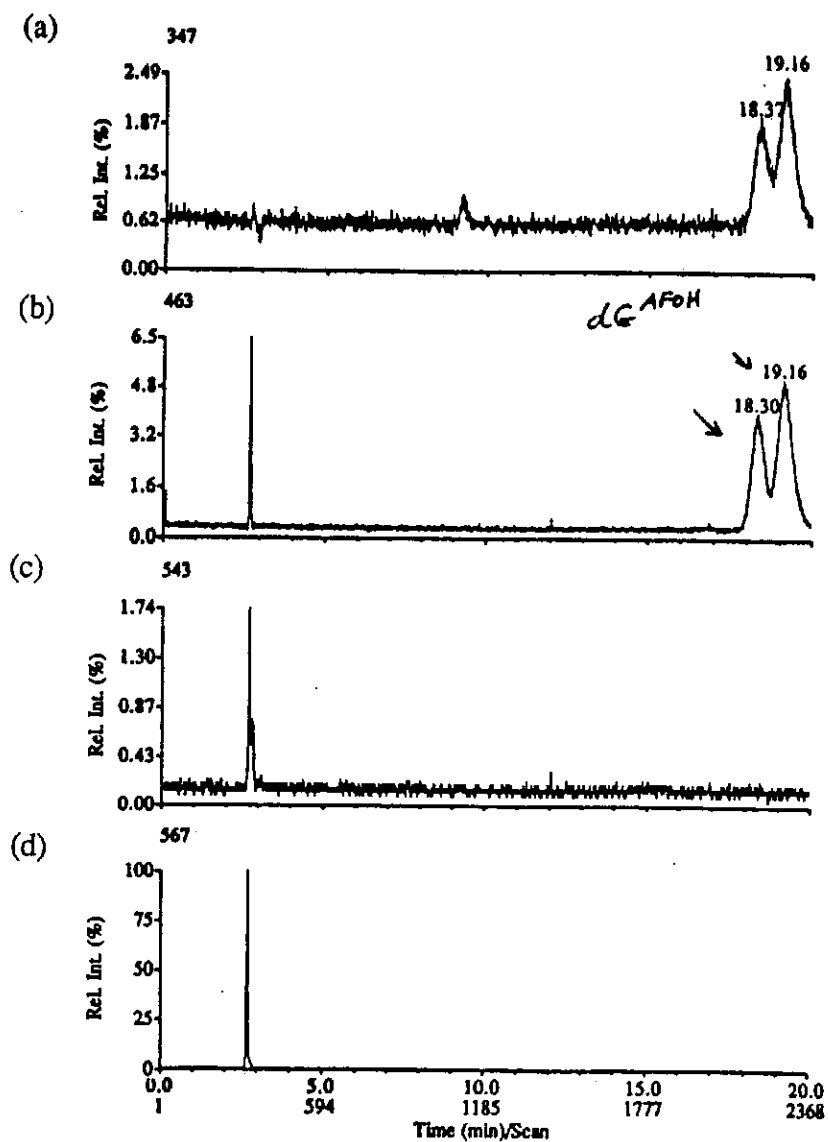 (a)
347
2.49
1.87
1.25
0.62
0.00
Rel. Int. (%)
18.37
19.16
(b)
463
dG AFOH
6.5
4.8
3.2
1.6
0.0
Rel. Int. (%)
18.30
19.16
(c)
543
1.74
1.30
0.87
0.43
0.00
Rel. Int. (%)
(d)
567
100
75
50
25
0
Rel. Int. (%)
0.0 5.0 10.0 15.0 20.0
1 594 1185 1777 2368
Time (min)/Scan